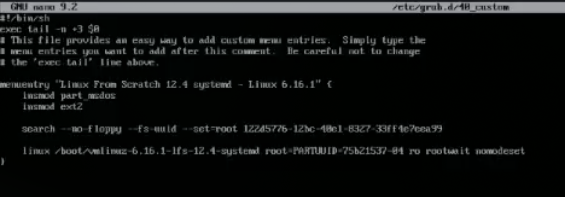 GNU nano 9.2 /etc/grub.d/40_custom
#!/bin/sh
exec tail -n +3 $0
# This file provides an easy way to add custom menu entries.  Simply type the
# menu entries you want to add after this comment.  Be careful not to change
# the 'exec tail' line above.
menuentry "Linux From Scratch 12.4 systemd - Linux 6.16.1" {
insmod part_msdos
insmod ext2
search --no-floppy --fs-uuid --set=root 122d5776-12bc-40e1-8327-33ff4e7eea99
linux /boot/vmlinuz-6.16.1-lfs-12.4-systemd root=PARTUUID=75b21537-04 ro rootwait nomodeset
}